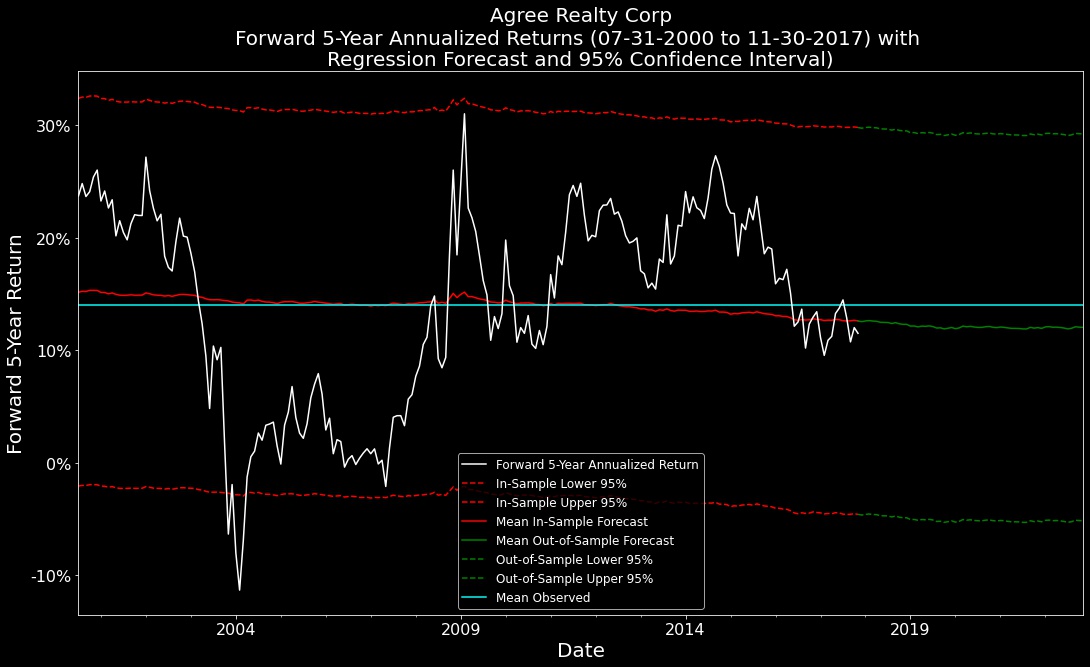 Agree Realty Corp
Forward 5-Year Annualized Returns (07-31-2000 to 11-30-2017) with
Regression Forecast and 95% Confidence Interval)
Forward 5-Year Return
30%
20%
10%
0%
-10%
Forward 5-Year Annualized Return
In-Sample Lower 95%
In-Sample Upper 95%
Mean In-Sample Forecast
Mean Out-of-Sample Forecast
Out-of-Sample Lower 95%
Out-of-Sample Upper 95%
Mean Observed
2004
2009
2014
2019
Date